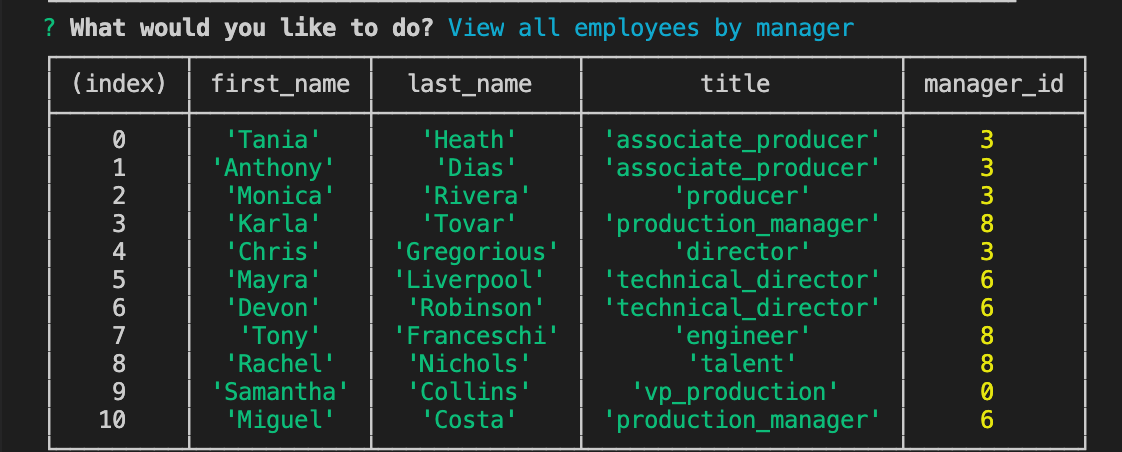 ? What would you like to do? View all employees by manager
(index) first_name last_name title manager_id
0 'Tania' 'Heath' 'associate_producer' 3
1 'Anthony' 'Dias' 'associate_producer' 3
2 'Monica' 'Rivera' 'producer' 3
3 'Karla' 'Tovar' 'production_manager' 8
4 'Chris' 'Gregorious' 'director' 3
5 'Mayra' 'Liverpool' 'technical_director' 6
6 'Devon' 'Robinson' 'technical_director' 6
7 'Tony' 'Franceschi' 'engineer' 8
8 'Rachel' 'Nichols' 'talent' 8
9 'Samantha' 'Collins' 'vp_production' 0
10 'Miguel' 'Costa' 'production_manager' 6